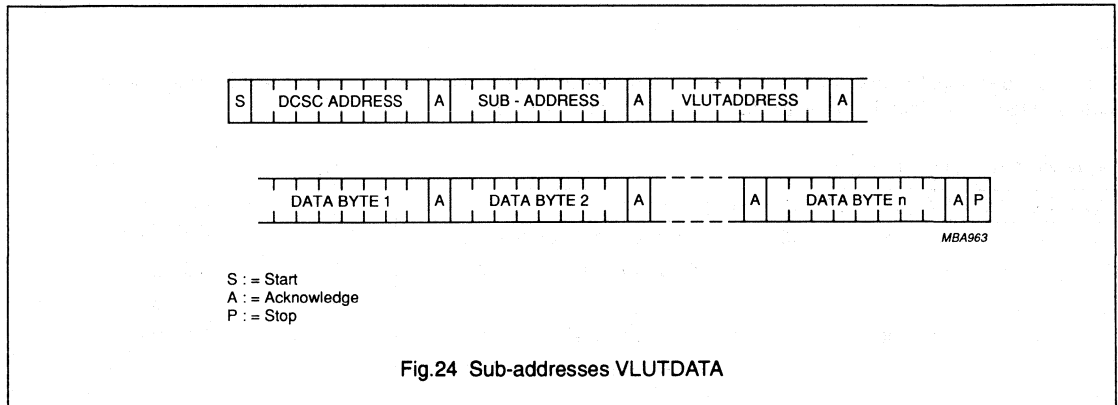 S DCSC ADDRESS A SUB - ADDRESS A VLUTADDRESS A
DATA BYTE 1 A DATA BYTE 2 A A DATA BYTE n A P
MBA963
S : = Start
A : = Acknowledge
P : = Stop
Fig.24 Sub-addresses VLUTDATA